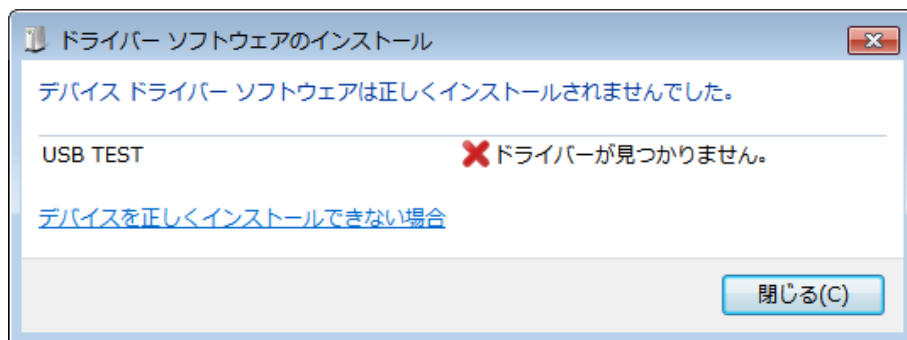 ドライバー ソフトウェアのインストール
デバイス ドライバー ソフトウェアは正しくインストールされませんでした。
USB TEST ドライバーが見つかりません。
デバイスを正しくインストールできない場合
閉じる(C)